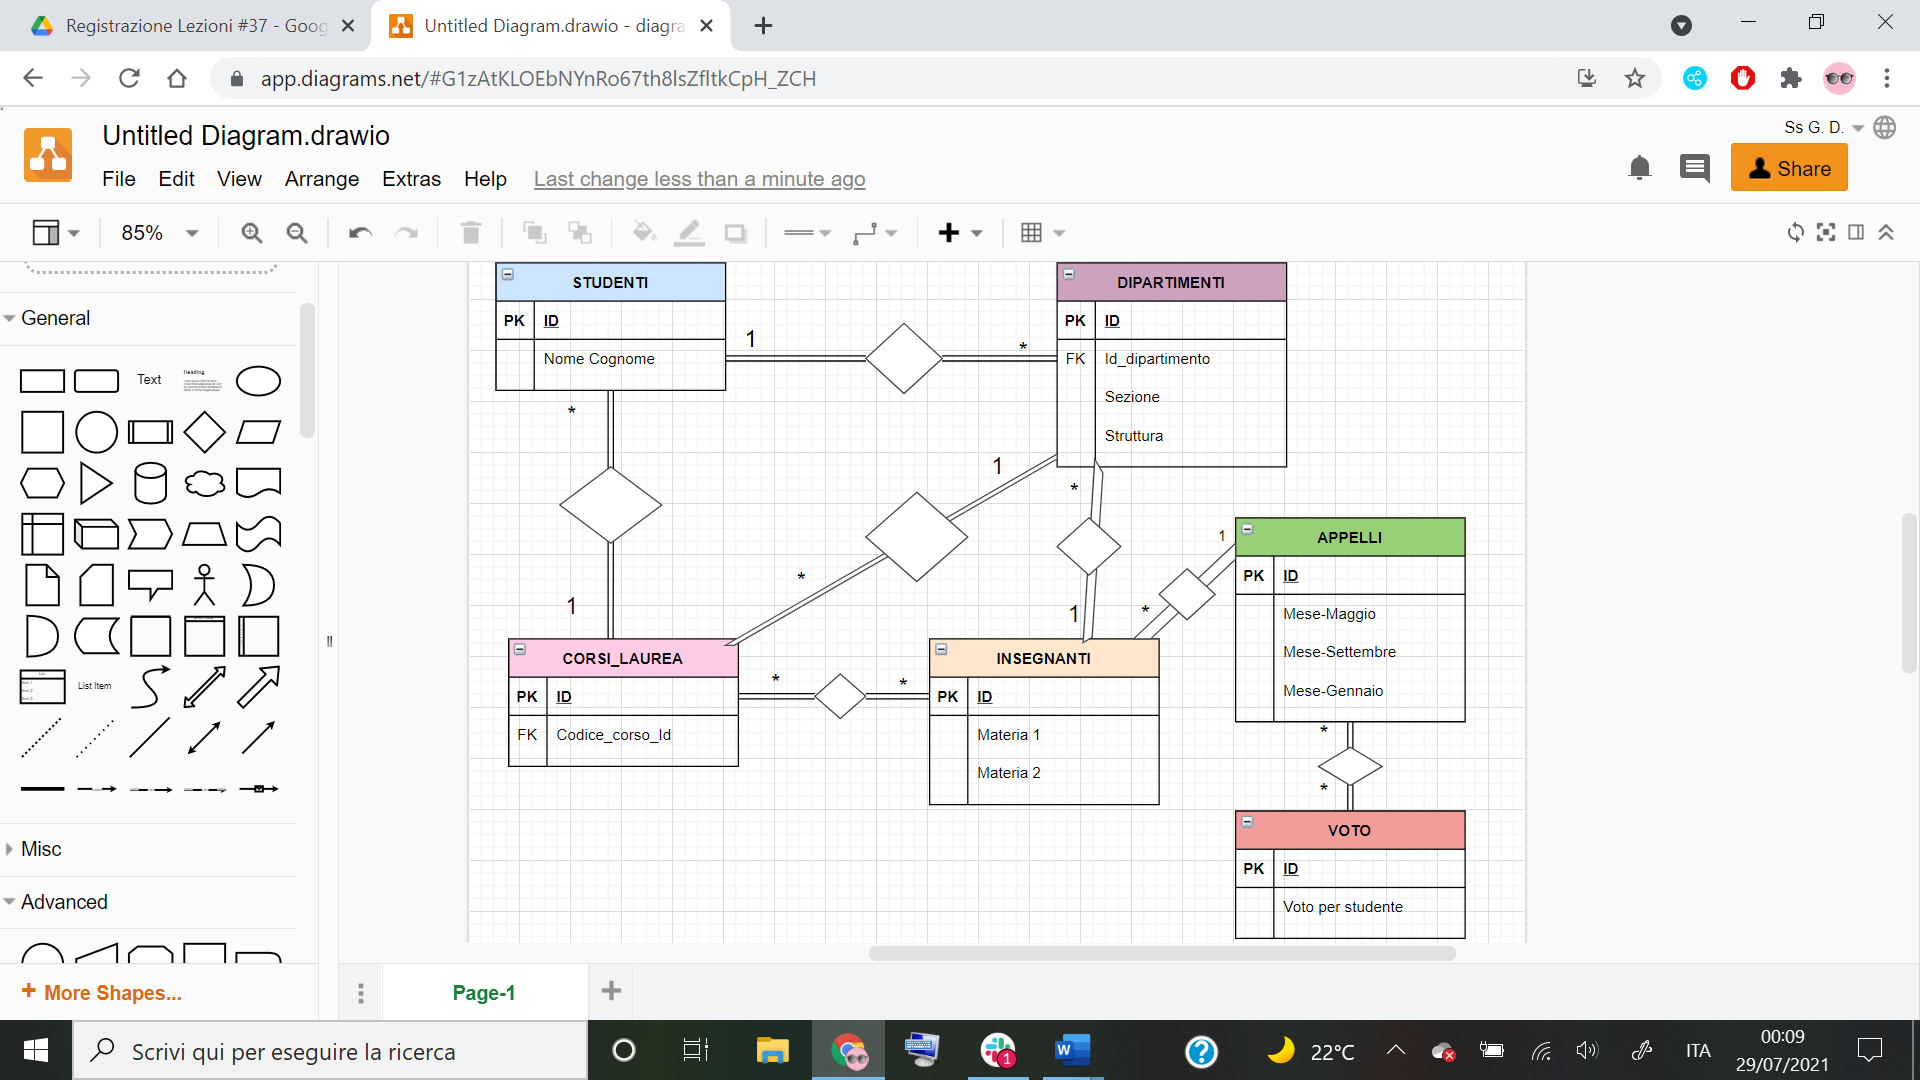 Registrazione Lezioni #37 - Goog
Untitled Diagram.drawio - diagra
app.diagrams.net/#G1zAtKLOEbNYnRo67th8lsZfltkCpH_ZCH
Untitled Diagram.drawio
Ss G. D.
File Edit View Arrange Extras Help Last change less than a minute ago
Share
85%
General
Text
Heading
List Item
Misc
Advanced
+ More Shapes...
STUDENTI
PK ID
Nome Cognome
DIPARTIMENTI
PK ID
FK Id_dipartimento
Sezione
Struttura
1 *
*
1
1
*
*
1
1
*
APPELLI
PK ID
Mese-Maggio
Mese-Settembre
Mese-Gennaio
CORSI_LAUREA
PK ID
FK Codice_corso_Id
* *
INSEGNANTI
PK ID
Materia 1
Materia 2
*
*
VOTO
PK ID
Voto per studente
Page-1
Scrivi qui per eseguire la ricerca
1
W
?
22°C
ITA
00:09
29/07/2021